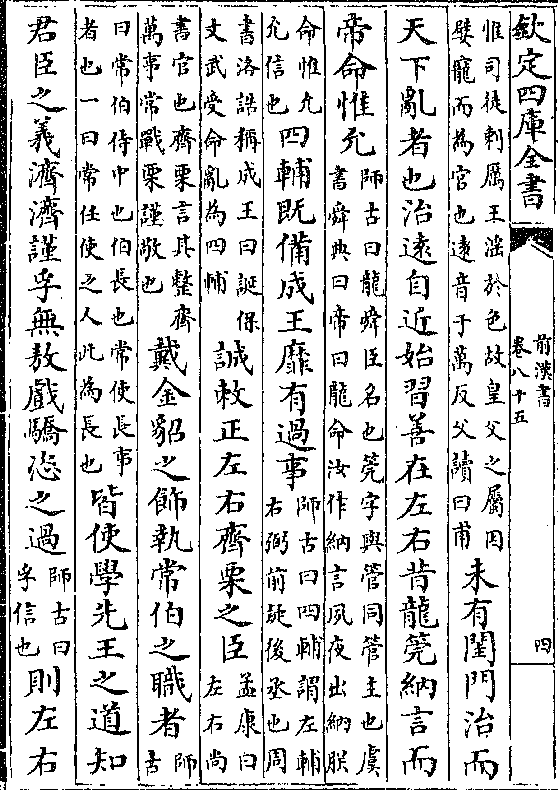 欽定四庫全書
前漢書
卷八十五
四
惟司徒刺厲王淫於色故皇父之屬因
嬖寵而為官也遠音于萬反父讀曰甫
未有閨門治而
天下亂者也治遠自近始習善在左右昔龍筦納言而
帝命惟允
師古曰龍舜臣名也筦字與管同管主也虞
書舜典曰帝曰龍命汝作納言夙夜出納朕
命惟允
允信也
四輔既備成王靡有過事
師古曰四輔謂左輔
右弼前疑後丞也周
書洛誥稱成王曰誕保
文武受命亂為四輔
誠敕正左右齊栗之臣
孟康曰
左右尚
書官也齊栗言其整齊
萬事常戰栗謹敬也
戴金貂之飾執常伯之職者
師
古
曰常伯侍中也伯長也常使長事
者也一曰常任使之人此為長也
皆使學先王之道知
君臣之義濟濟謹孚無敖戲驕恣之過
師古曰
孚信也
則左右